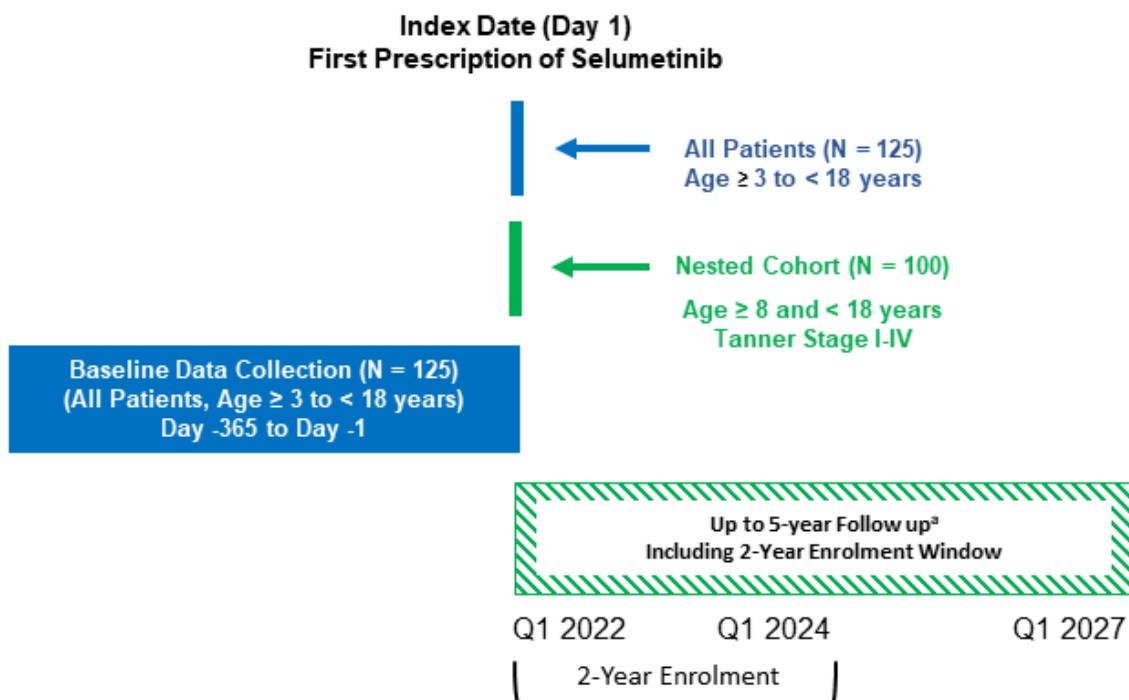 Index Date (Day 1)
First Prescription of Selumetinib
All Patients (N = 125)
Age ≥ 3 to < 18 years
Nested Cohort (N = 100)
Age ≥ 8 and < 18 years
Tanner Stage I-IV
Baseline Data Collection (N = 125)
(All Patients, Age ≥ 3 to < 18 years)
Day -365 to Day -1
Up to 5-year Follow upᵃ
Including 2-Year Enrolment Window
Q1 2022 Q1 2024 Q1 2027
2-Year Enrolment